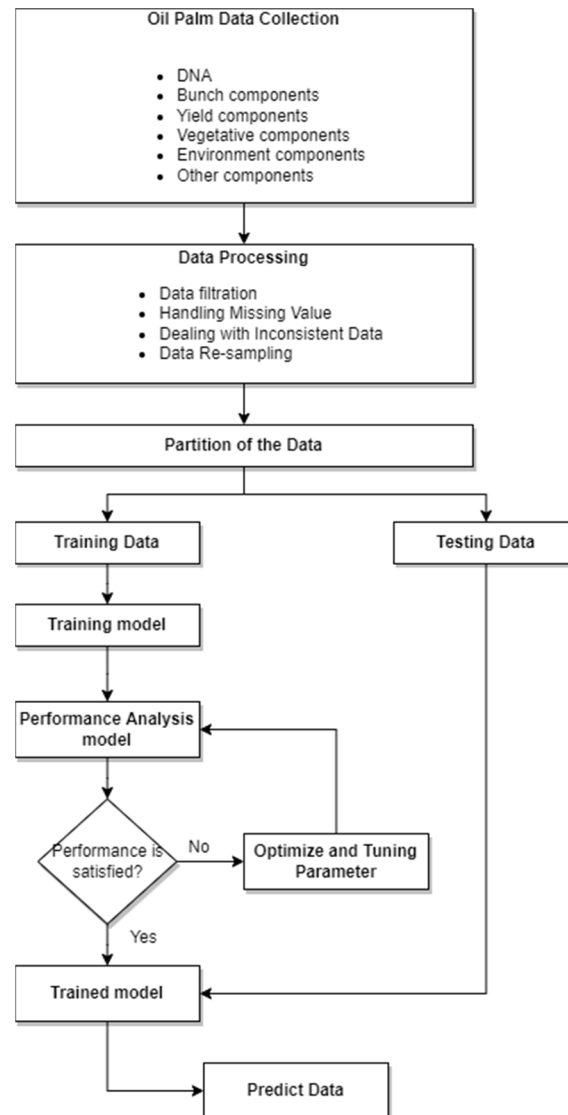 Oil Palm Data Collection
• DNA
• Bunch components
• Yield components
• Vegetative components
• Environment components
• Other components
Data Processing
• Data filtration
• Handling Missing Value
• Dealing with Inconsistent Data
• Data Re-sampling
Partition of the Data
Training Data
Testing Data
Training model
Performance Analysis
model
Performance is
satisfied?
No
Optimize and Tuning
Parameter
Yes
Trained model
Predict Data